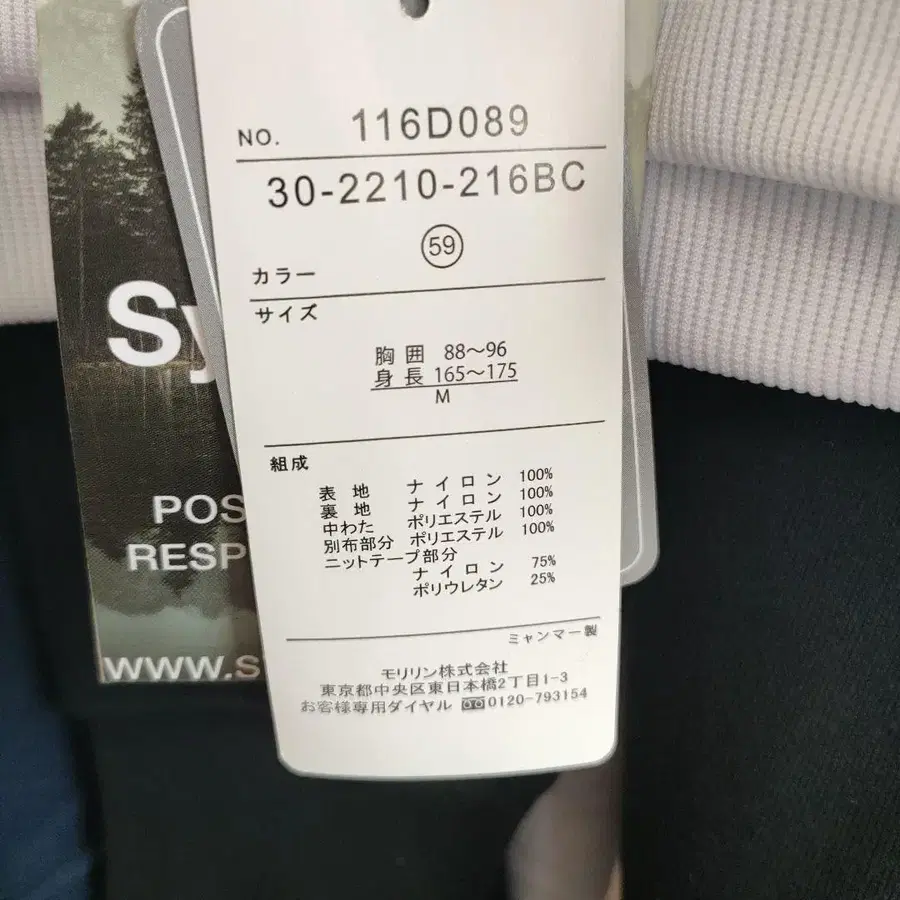 NO. 116D089
30-2210-216BC
59
カラー
サイズ
胸囲 88〜96
身長 165〜175
M
組成
表地 ナイロン 100%
裏地 ナイロン 100%
中わた ポリエステル 100%
別布部分 ポリエステル 100%
ニットテープ部分
ナイロン 75%
ポリウレタン 25%
ミャンマー製
モリリン株式会社
東京都中央区東日本橋2丁目1-3
お客様専用ダイヤル 0120-793154
Sy
POS
RESP
www.s